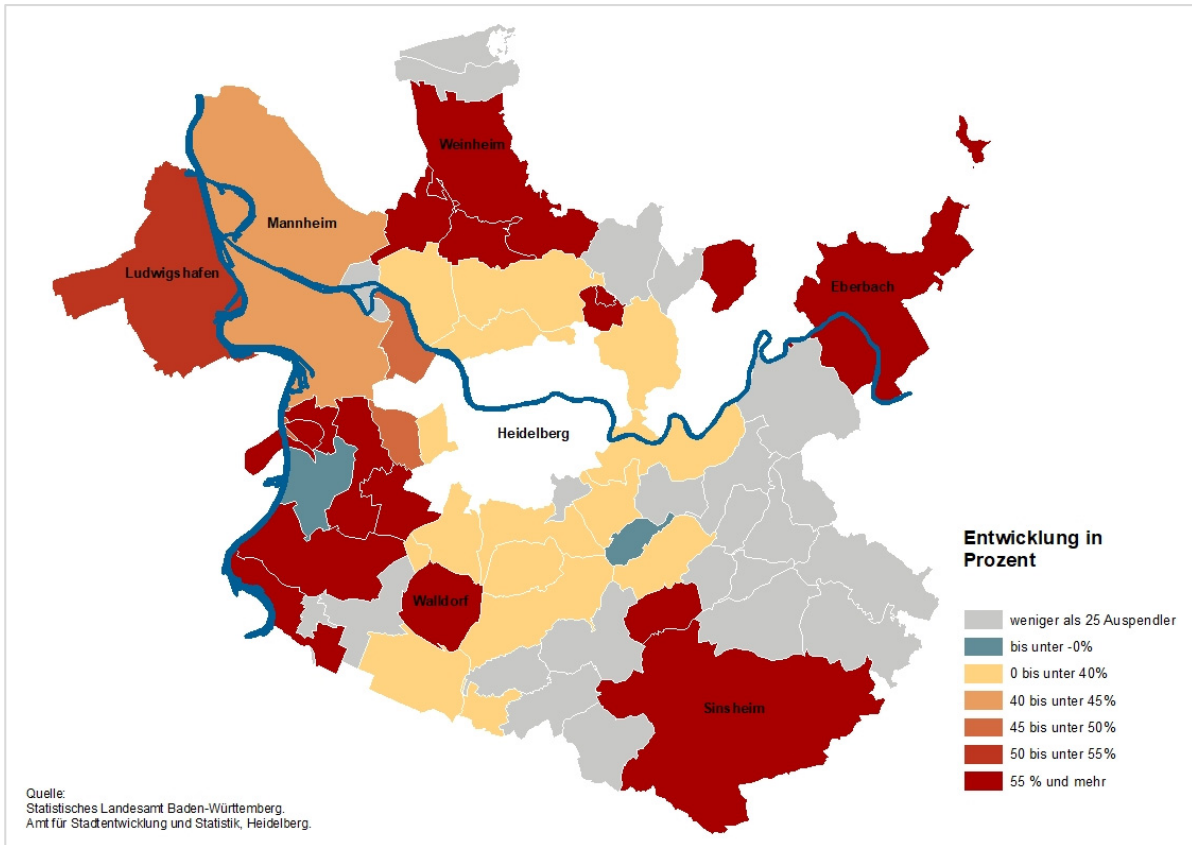 Weinheim
Mannheim
Ludwigshafen
Eberbach
Heidelberg
Walldorf
Sinsheim
Entwicklung in
Prozent
weniger als 25 Auspendler
bis unter -0%
0 bis unter 40%
40 bis unter 45%
45 bis unter 50%
50 bis unter 55%
55 % und mehr
Quelle:
Statistisches Landesamt Baden-Württemberg.
Amt für Stadtentwicklung und Statistik, Heidelberg.